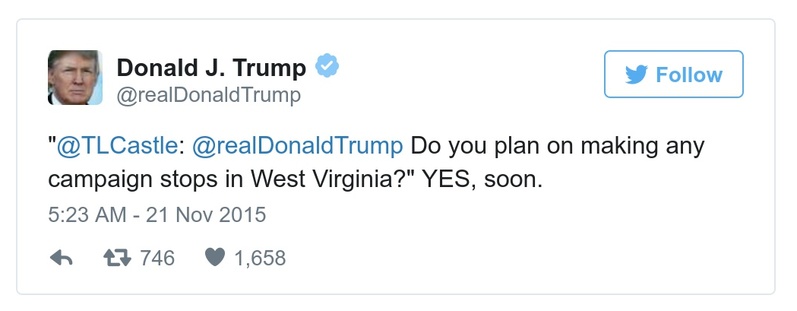 Donald J. Trump
@realDonaldTrump
Follow
"@TLCastle: @realDonaldTrump Do you plan on making any
campaign stops in West Virginia?" YES, soon.
5:23 AM - 21 Nov 2015
746 1,658